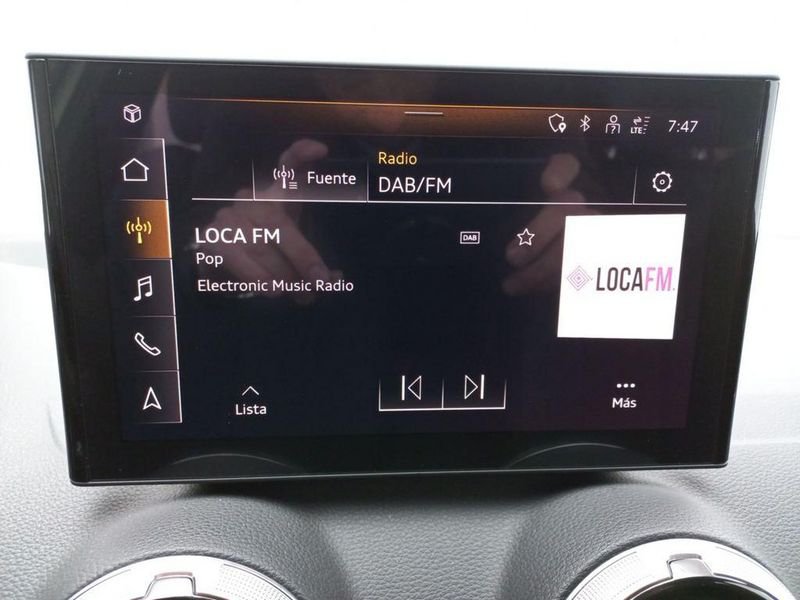 LTE
7:47
Radio
Fuente
DAB/FM
LOCA FM
DAB
Pop
Electronic Music Radio
LOCAFM.
Lista
Más